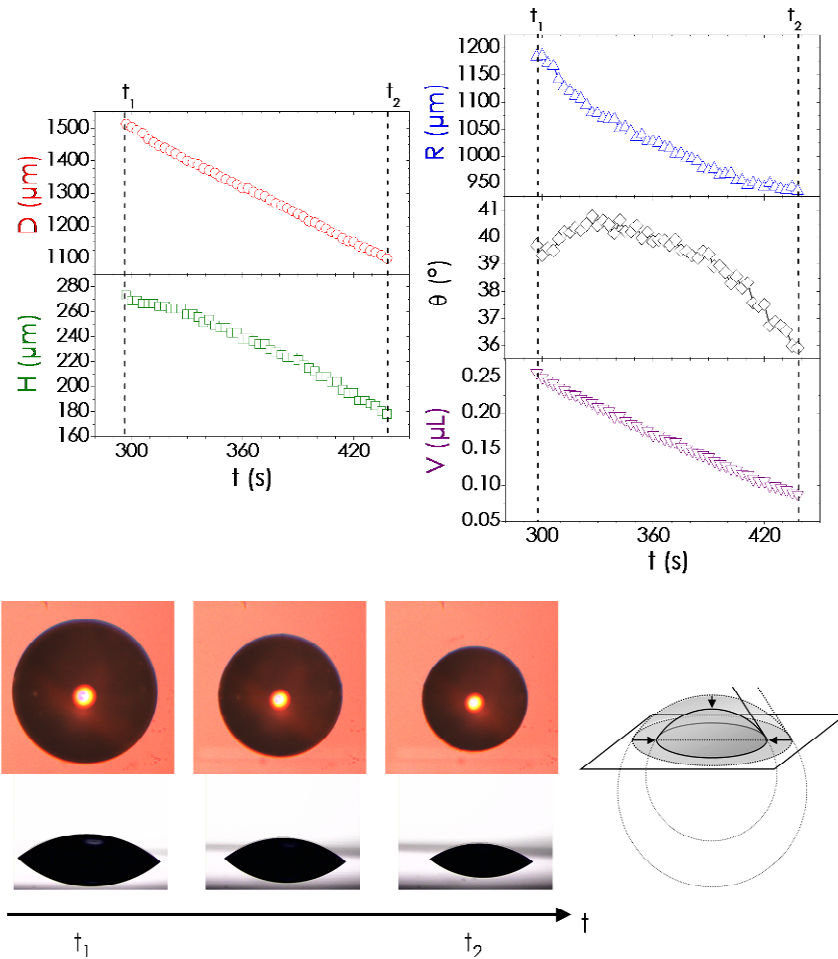 t1
t2
1500
1400
1300
1200
1100
D (µm)
280
260
240
220
200
180
160
H (µm)
300
360
420
t (s)
t1
t2
1200
1150
1100
1050
1000
950
R (µm)
41
40
39
38
37
36
θ (°)
0.25
0.20
0.15
0.10
0.05
V (µL)
300
360
420
t (s)
t
t1
t2